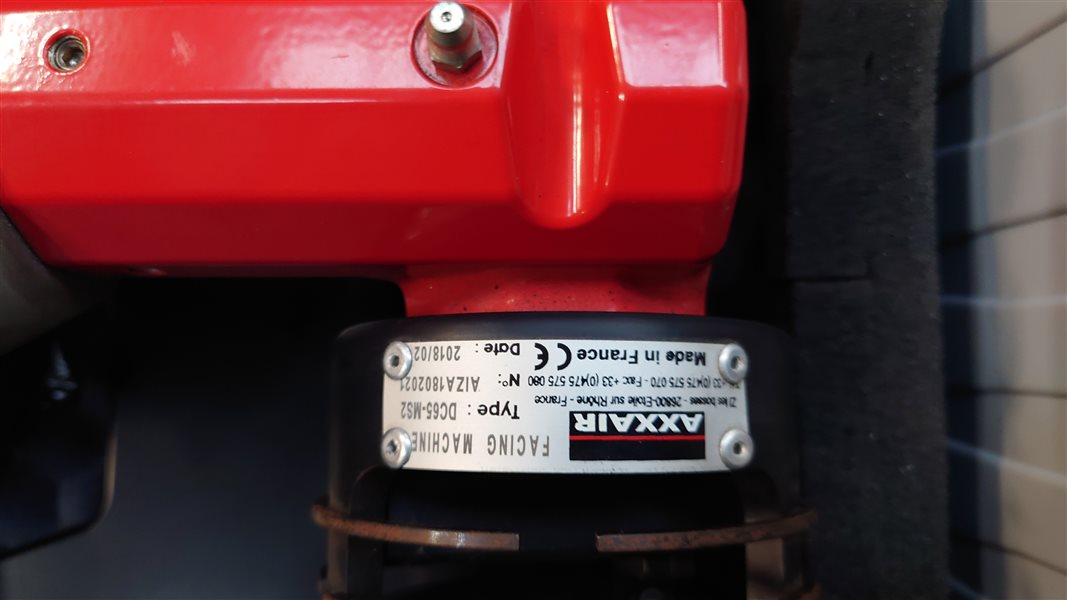 AXXAIR
ZI les bosses - 26800-Etoile sur Rhône - France
+33 (0)475 575 070 - Fax: +33 (0)475 575 080
Made in France CE
FACING MACHINE
Type : DC65-MS2
N°: AIZA1802021
Date : 2018/02